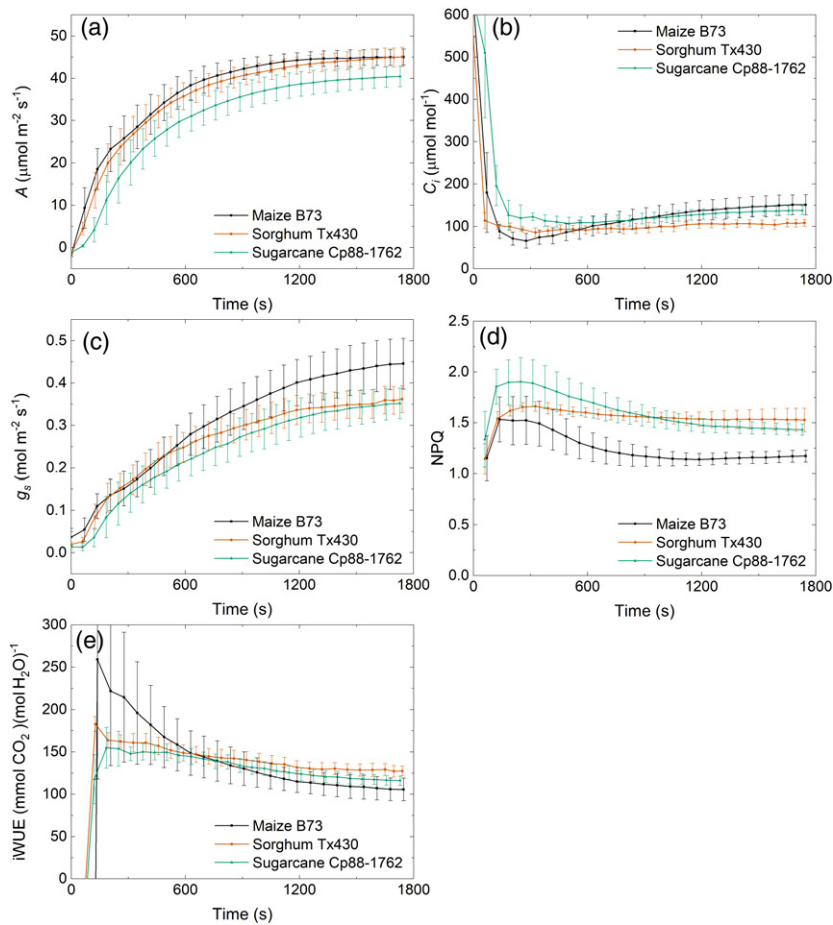 (a)
A (μmol m⁻² s⁻¹)
50
40
30
20
10
0
0 600 1200 1800
Time (s)
Maize B73
Sorghum Tx430
Sugarcane Cp88-1762
(b)
Cᵢ (μmol mol⁻¹)
600
500
400
300
200
100
0
0 600 1200 1800
Time (s)
Maize B73
Sorghum Tx430
Sugarcane Cp88-1762
(c)
gₛ (mol m⁻² s⁻¹)
0.5
0.4
0.3
0.2
0.1
0.0
0 600 1200 1800
Time (s)
Maize B73
Sorghum Tx430
Sugarcane Cp88-1762
(d)
NPQ
2.5
2.0
1.5
1.0
0.5
0.0
0 600 1200 1800
Time (s)
Maize B73
Sorghum Tx430
Sugarcane Cp88-1762
(e)
iWUE (mmol CO₂ )(mol H₂O)⁻¹
300
250
200
150
100
50
0
0 600 1200 1800
Time (s)
Maize B73
Sorghum Tx430
Sugarcane Cp88-1762